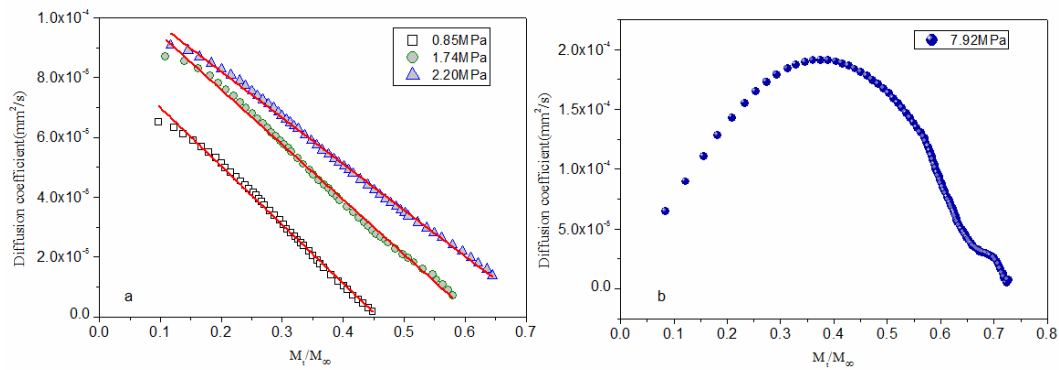 1.0x10⁻⁴
8.0x10⁻⁵
6.0x10⁻⁵
4.0x10⁻⁵
2.0x10⁻⁵
0.0
Diffusion coefficient(mm²/s)
0.85MPa
1.74MPa
2.20MPa
a
0.0 0.1 0.2 0.3 0.4 0.5 0.6 0.7
Mₜ/M∞
2.0x10⁻⁴
1.5x10⁻⁴
1.0x10⁻⁴
5.0x10⁻⁵
0.0
Diffusion coefficient(mm²/s)
7.92MPa
b
0.0 0.1 0.2 0.3 0.4 0.5 0.6 0.7 0.8
Mₜ/M∞